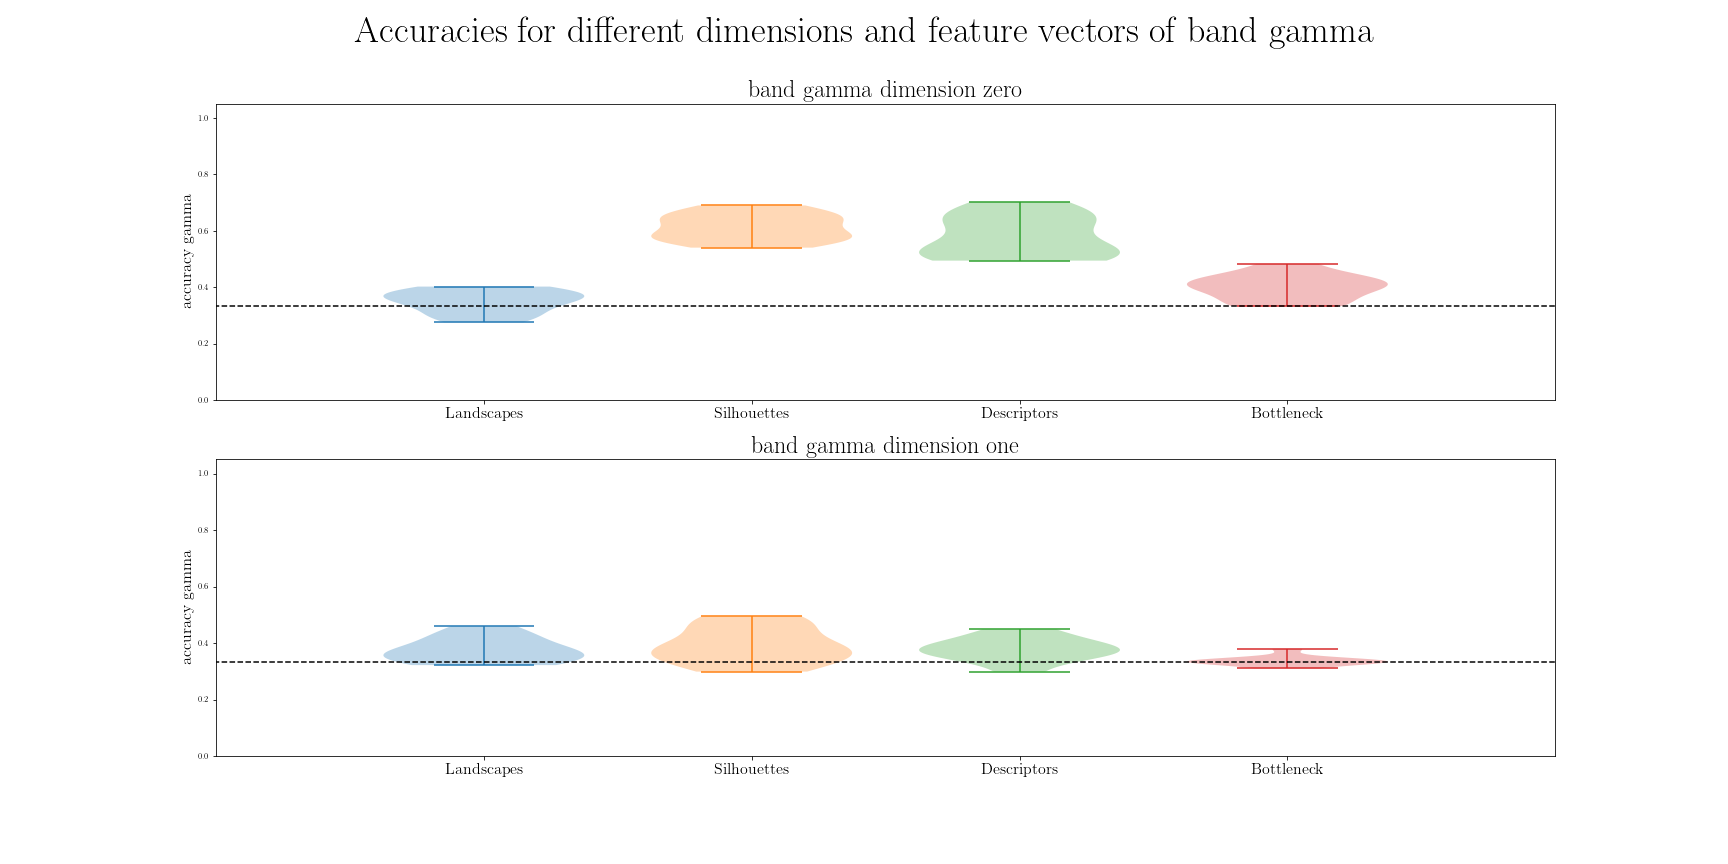 Accuracies for different dimensions and feature vectors of band gamma
band gamma dimension zero
accuracy gamma
1.0
0.8
0.6
0.4
0.2
0.0
Landscapes Silhouettes Descriptors Bottleneck
band gamma dimension one
accuracy gamma
1.0
0.8
0.6
0.4
0.2
0.0
Landscapes Silhouettes Descriptors Bottleneck